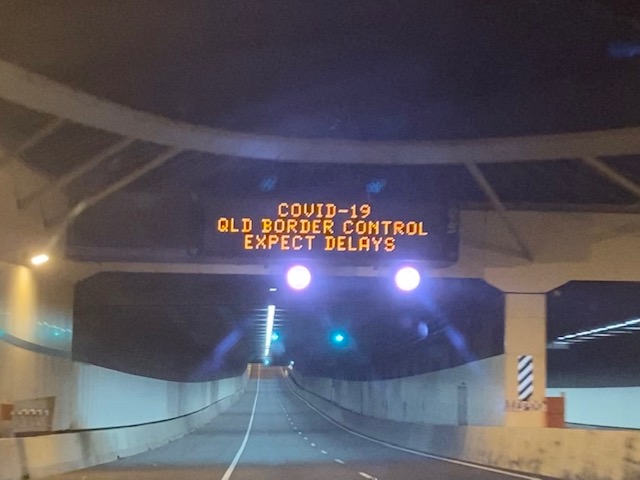 COVID-19
QLD BORDER CONTROL
EXPECT DELAYS